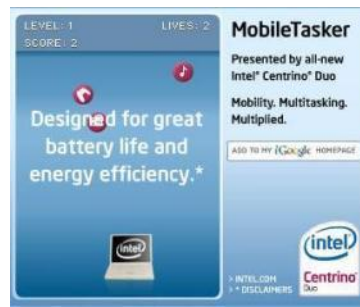 LEVEL: 1
LIVES: 2
SCORE: 2
Designed for great
battery life and
energy efficiency.*
intel
MobileTasker
Presented by all-new
Intel® Centrino® Duo
Mobility. Multitasking.
Multiplied.
ADD TO MY iGoogle HOMEPAGE
> INTEL.COM
> * DISCLAIMERS
intel
Centrino
Duo